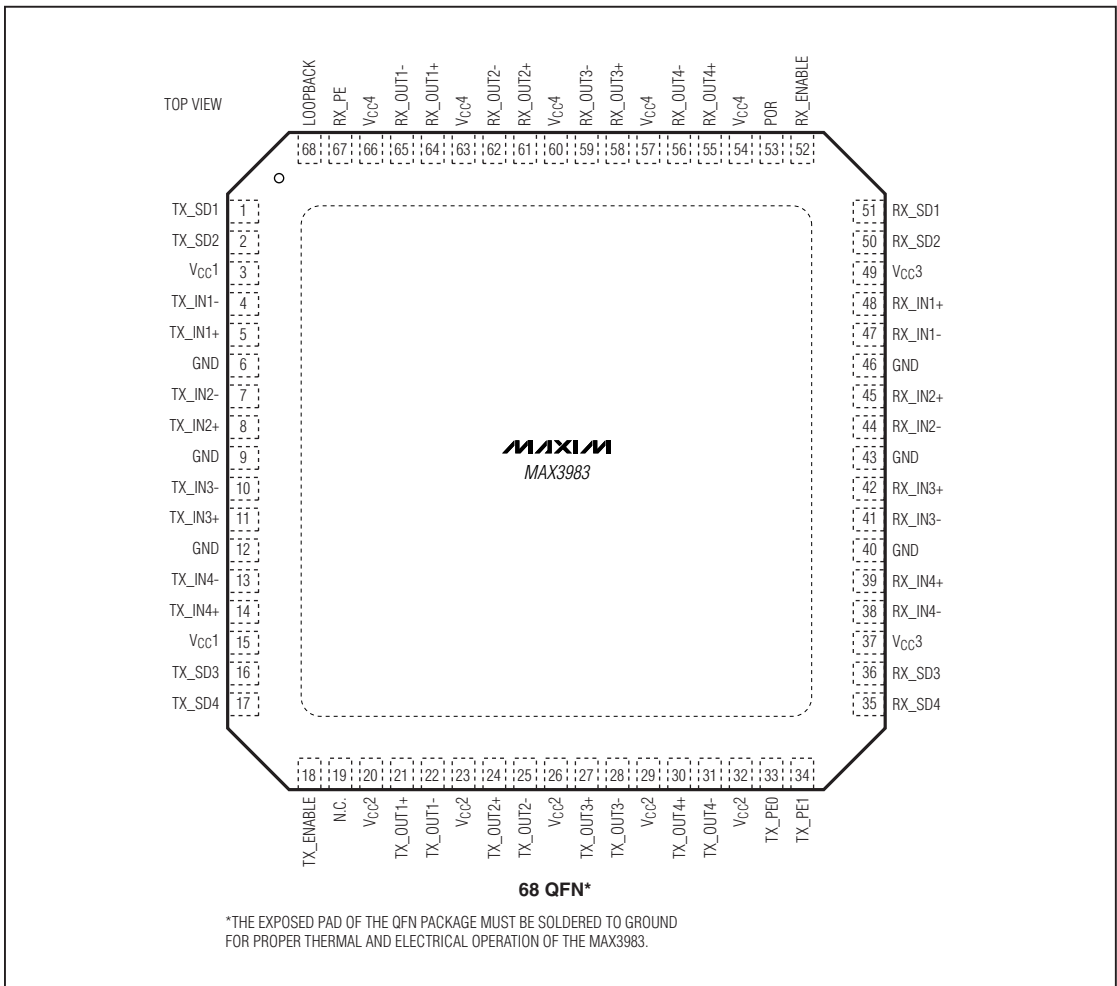 TOP VIEW
LOOPBACK
RX_PE
VCC4
RX_OUT1-
RX_OUT1+
VCC4
RX_OUT2-
RX_OUT2+
VCC4
RX_OUT3-
RX_OUT3+
VCC4
RX_OUT4-
RX_OUT4+
VCC4
POR
RX_ENABLE
68 67 66 65 64 63 62 61 60 59 58 57 56 55 54 53 52
TX_SD1 1
TX_SD2 2
VCC1 3
TX_IN1- 4
TX_IN1+ 5
GND 6
TX_IN2- 7
TX_IN2+ 8
GND 9
TX_IN3- 10
TX_IN3+ 11
GND 12
TX_IN4- 13
TX_IN4+ 14
VCC1 15
TX_SD3 16
TX_SD4 17
MAXIM
MAX3983
51 RX_SD1
50 RX_SD2
49 VCC3
48 RX_IN1+
47 RX_IN1-
46 GND
45 RX_IN2+
44 RX_IN2-
43 GND
42 RX_IN3+
41 RX_IN3-
40 GND
39 RX_IN4+
38 RX_IN4-
37 VCC3
36 RX_SD3
35 RX_SD4
18 19 20 21 22 23 24 25 26 27 28 29 30 31 32 33 34
TX_ENABLE
N.C.
VCC2
TX_OUT1+
TX_OUT1-
VCC2
TX_OUT2+
TX_OUT2-
VCC2
TX_OUT3+
TX_OUT3-
VCC2
TX_OUT4+
TX_OUT4-
VCC2
TX_PE0
TX_PE1
68 QFN*
*THE EXPOSED PAD OF THE QFN PACKAGE MUST BE SOLDERED TO GROUND
FOR PROPER THERMAL AND ELECTRICAL OPERATION OF THE MAX3983.